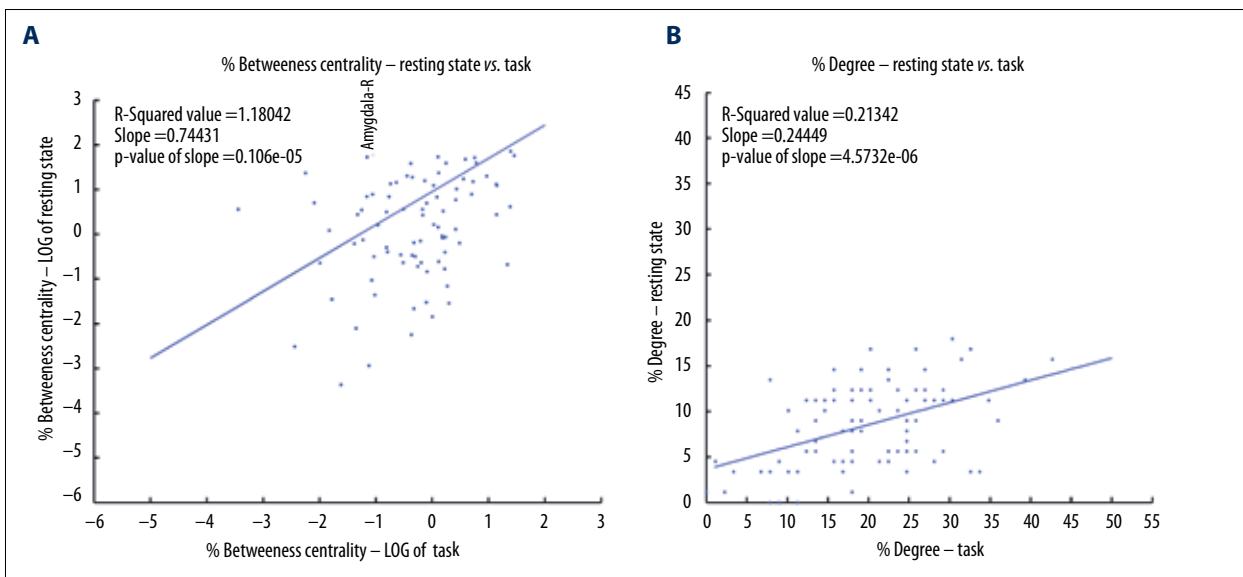 A
% Betweeness centrality – resting state vs. task
R-Squared value =1.18042
Slope =0.74431
p-value of slope =0.106e-05
Amygdala-R
% Betweeness centrality – LOG of resting state
3
2
1
0
–1
–2
–3
–4
–5
–6
–6 –5 –4 –3 –2 –1 0 1 2 3
% Betweeness centrality – LOG of task
B
% Degree – resting state vs. task
R-Squared value =0.21342
Slope =0.24449
p-value of slope =4.5732e-06
% Degree – resting state
45
40
35
30
25
20
15
10
5
0
0 5 10 15 20 25 30 35 40 45 50 55
% Degree – task